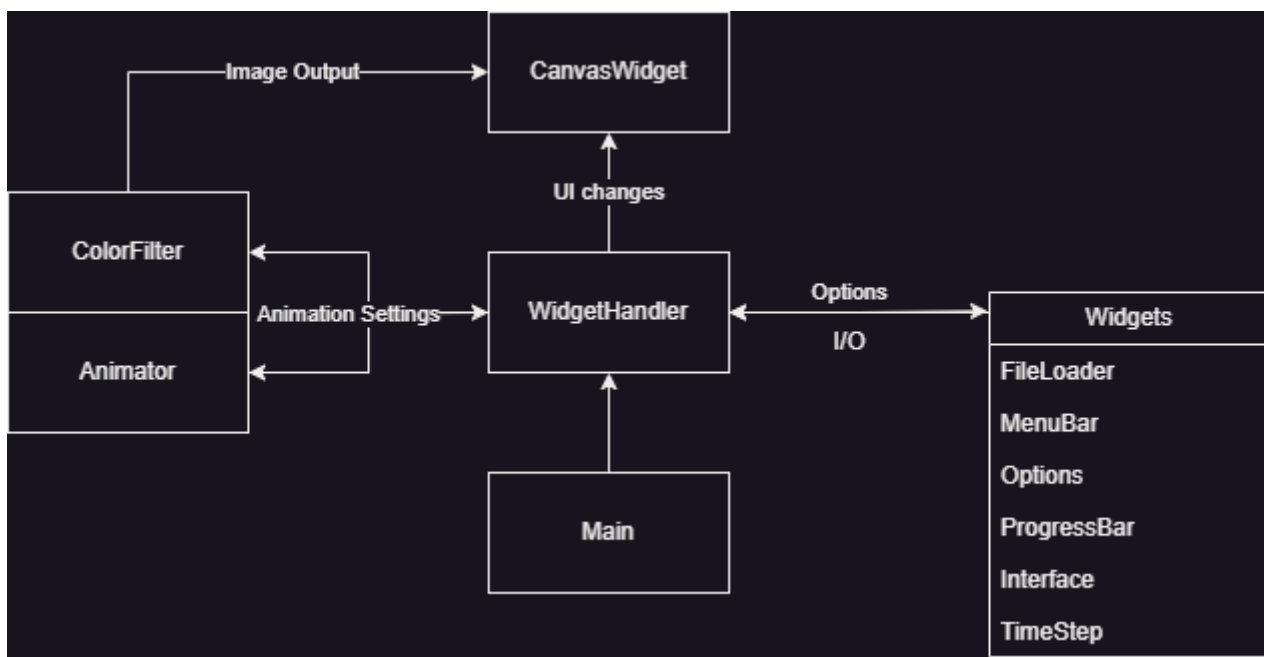 Image Output
CanvasWidget
UI changes
ColorFilter
Animation Settings
Animator
WidgetHandler
Options
I/O
Main
Widgets
FileLoader
MenuBar
Options
ProgressBar
Interface
TimeStep